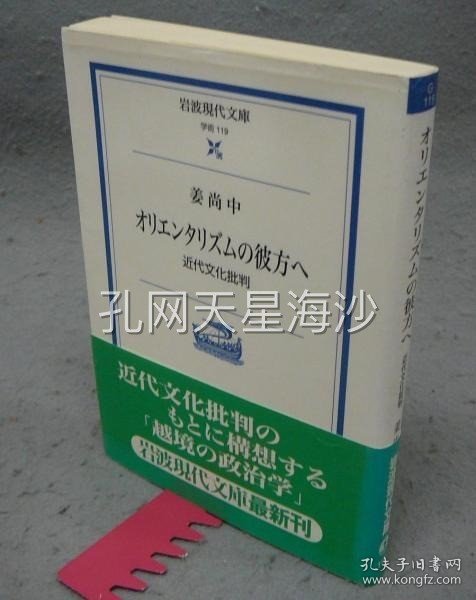 岩波現代文庫
学術 119
姜尚中
オリエンタリズムの彼方へ
近代文化批判
孔网天星海沙
近代文化批判の
もとに構想する
「越境の政治学」
岩波現代文庫最新刊
G
119
オリエンタリズムの彼方へ
近代文化批判
姜
孔夫子旧书网
www.kongfz.com